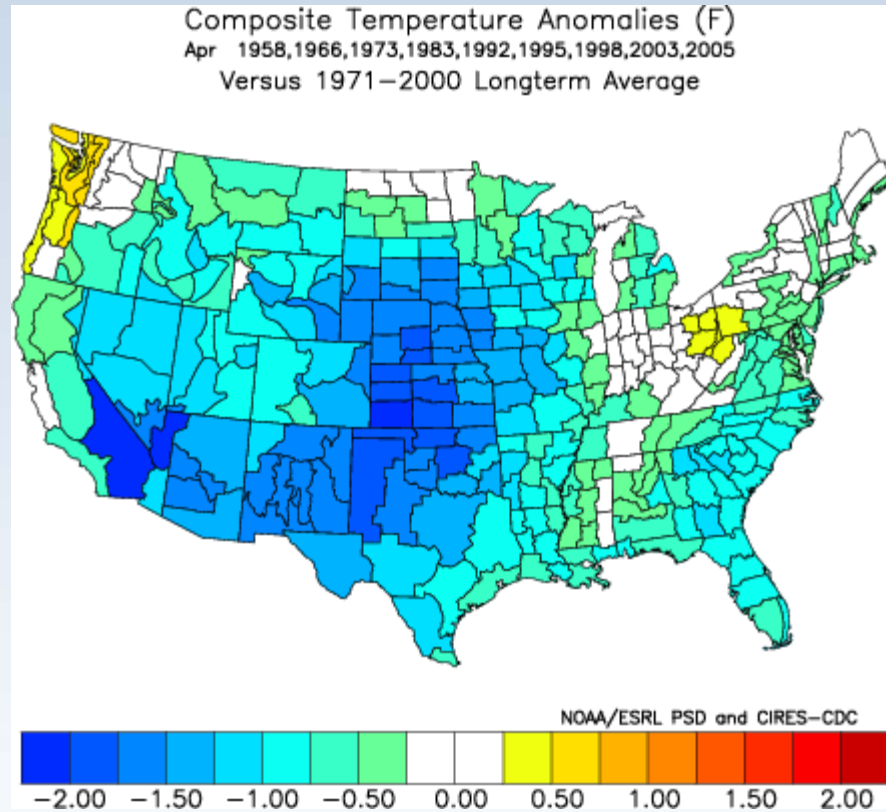 Composite Temperature Anomalies (F)
Apr 1958,1966,1973,1983,1992,1995,1998,2003,2005
Versus 1971-2000 Longterm Average
NOAA/ESRL PSD and CIRES-CDC
-2.00 -1.50 -1.00 -0.50 0.00 0.50 1.00 1.50 2.00